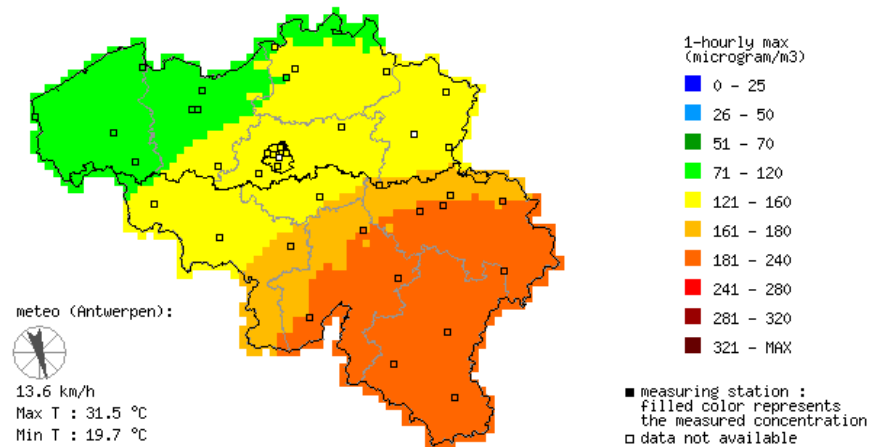 1-hourly max
(microgram/m3)
0 - 25
26 - 50
51 - 70
71 - 120
121 - 160
161 - 180
181 - 240
241 - 280
281 - 320
321 - MAX
meteo (Antwerpen):
13.6 km/h
Max T : 31.5 °C
Min T : 19.7 °C
measuring station :
filled color represents
the measured concentration
data not available